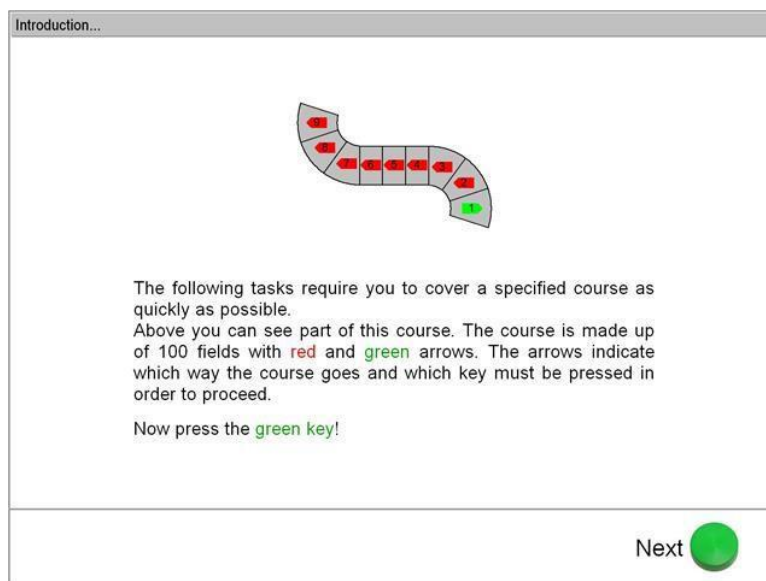 Introduction...
9
8
7
6
5
4
3
2
1
The following tasks require you to cover a specified course as
quickly as possible.
Above you can see part of this course. The course is made up
of 100 fields with red and green arrows. The arrows indicate
which way the course goes and which key must be pressed in
order to proceed.
Now press the green key!
Next